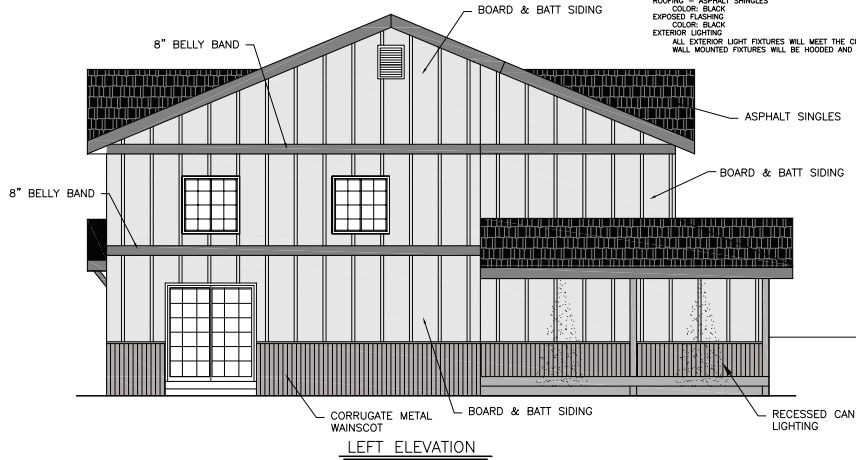 ROOFING – ASPHALT SHINGLES
COLOR: BLACK
EXPOSED FLASHING
COLOR: BLACK
EXTERIOR LIGHTING
ALL EXTERIOR LIGHT FIXTURES WILL MEET THE
WALL MOUNTED FIXTURES WILL BE HOODED AND
BOARD & BATT SIDING
8" BELLY BAND
ASPHALT SINGLES
BOARD & BATT SIDING
8" BELLY BAND
CORRUGATE METAL
WAINSCOT
BOARD & BATT SIDING
RECESSED CAN
LIGHTING
LEFT ELEVATION